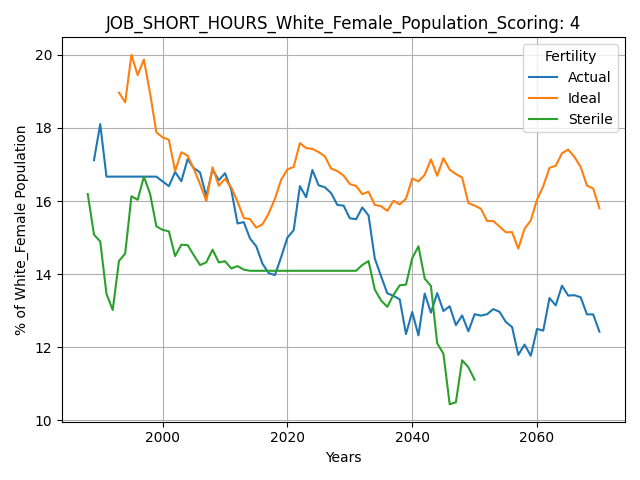 JOB_SHORT_HOURS_White_Female_Population_Scoring: 4
Fertility
Actual
Ideal
Sterile
% of White_Female Population
20
18
16
14
12
10
2000 2020 2040 2060
Years